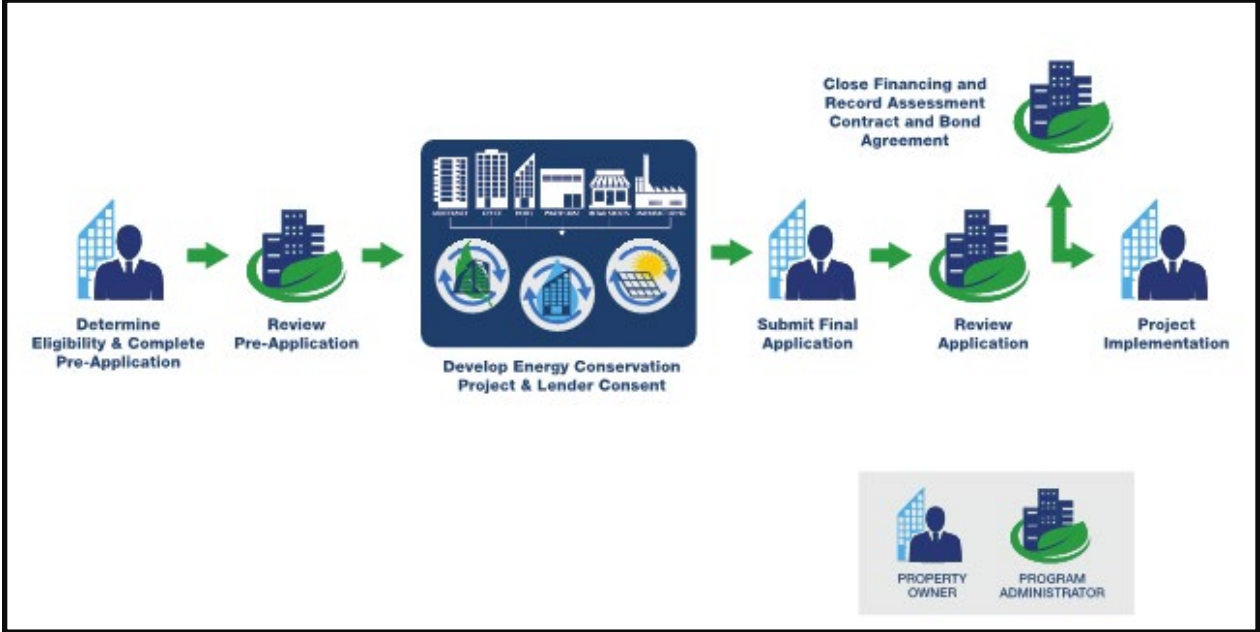 Close Financing and
Record Assessment
Contract and Bond
Agreement
Determine
Eligibility & Complete
Pre-Application
Review
Pre-Application
Develop Energy Conservation
Project & Lender Consent
Submit Final
Application
Review
Application
Project
Implementation
PROPERTY
OWNER
PROGRAM
ADMINISTRATOR